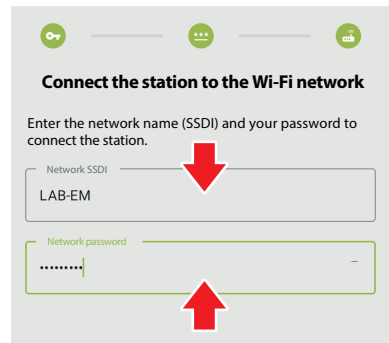 Connect the station to the Wi-Fi network
Enter the network name (SSDI) and your password to
connect the station.
Network SSDI
LAB-EM
Network password
•••••••••